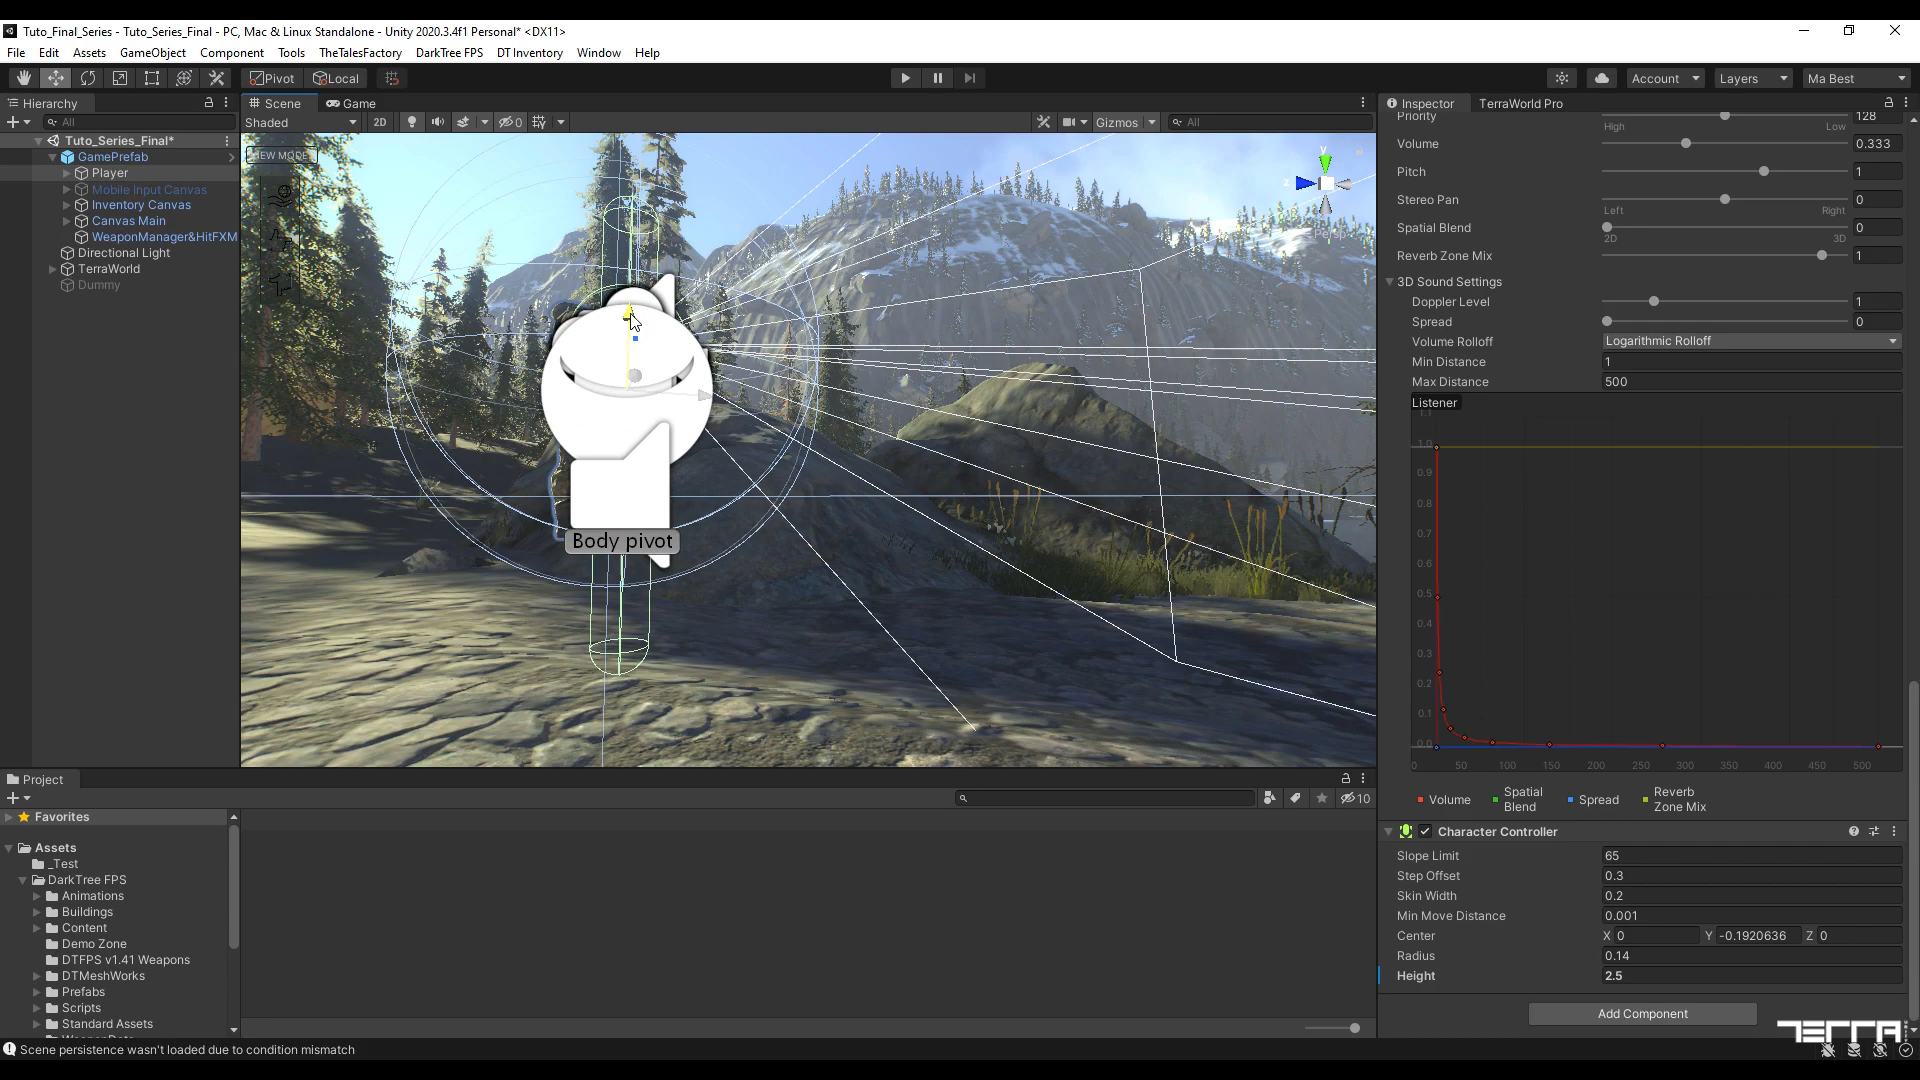 Tuto_Final_Series - Tuto_Series_Final - PC, Mac & Linux Standalone - Unity 2020.3.4f1 Personal* <DX11>
File Edit Assets GameObject Component Tools TheTalesFactory DarkTree FPS DT Inventory Window Help
Pivot Local Account Layers Ma Best
Hierarchy
All
Tuto_Series_Final*
GamePrefab
Player
Mobile Input Canvas
Inventory Canvas
Canvas Main
WeaponManager&HitFXM
Directional Light
TerraWorld
Dummy
Scene Game
Shaded 2D 0 Gizmos All
y
z
Persp
Body pivot
Inspector TerraWorld Pro
Priority 128
High Low
Volume 0.333
Pitch 1
Stereo Pan 0
Left Right
Spatial Blend 0
2D 3D
Reverb Zone Mix 1
3D Sound Settings
Doppler Level 1
Spread 0
Volume Rolloff Logarithmic Rolloff
Min Distance 1
Max Distance 500
Listener
1.1
1.0
0.9
0.8
0.7
0.6
0.5
0.4
0.3
0.2
0.1
0.0
0 50 100 150 200 250 300 350 400 450 500
Volume Spatial Blend Spread Reverb Zone Mix
Character Controller
Slope Limit 65
Step Offset 0.3
Skin Width 0.2
Min Move Distance 0.001
Center X 0 Y -0.1920636 Z 0
Radius 0.14
Height 2.5
Add Component
TERRA
Project
10
Favorites
Assets
_Test
DarkTree FPS
Animations
Buildings
Content
Demo Zone
DTFPS v1.41 Weapons
DTMeshWorks
Prefabs
Scripts
Standard Assets
Scene persistence wasn't loaded due to condition mismatch